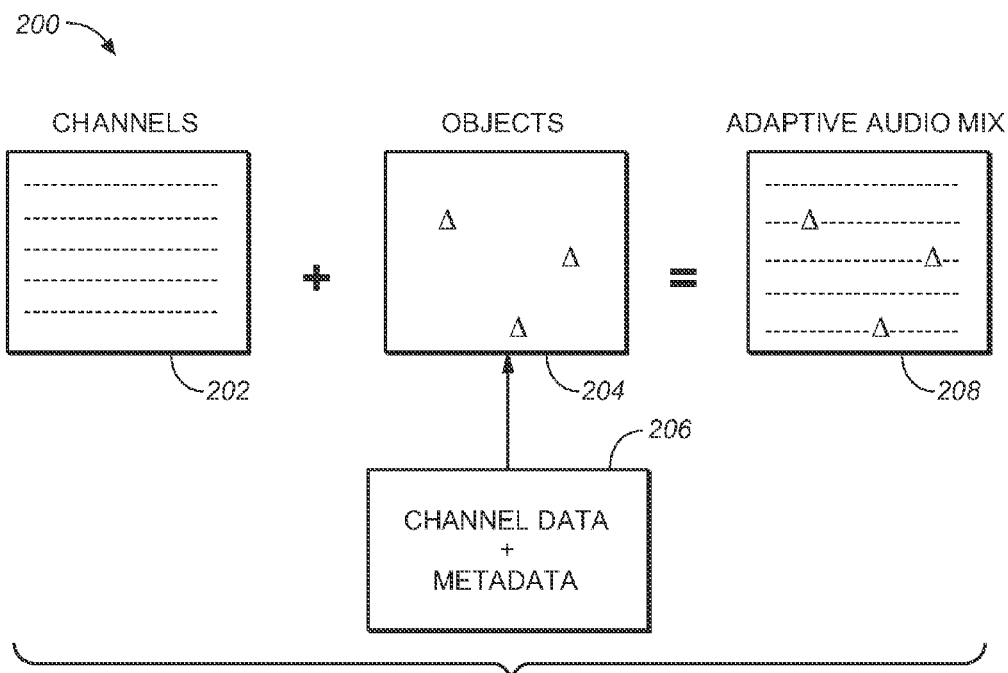 200
CHANNELS
OBJECTS
ADAPTIVE AUDIO MIX
Δ
Δ
Δ
+
=
Δ
Δ
Δ
202
204
208
206
CHANNEL DATA
+
METADATA